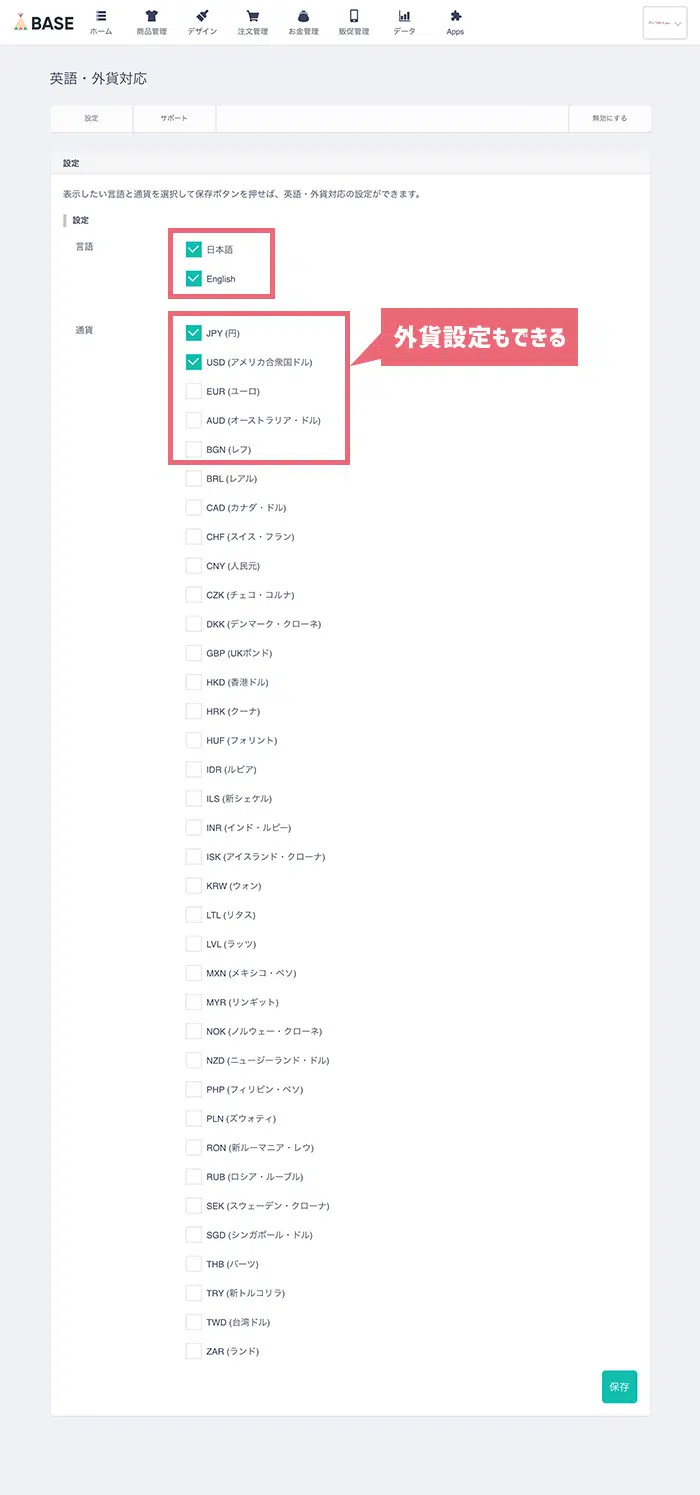 BASE
ホーム 商品管理 デザイン 注文管理 お金管理 販促管理 データ Apps
英語・外貨対応
設定 サポート 無効にする
設定
表示したい言語と通貨を選択して保存ボタンを押せば、英語・外貨対応の設定ができます。
設定
言語
日本語
English
通貨
JPY (円)
外貨設定もできる
USD (アメリカ合衆国ドル)
EUR (ユーロ)
AUD (オーストラリア・ドル)
BGN (レフ)
BRL (レアル)
CAD (カナダ・ドル)
CHF (スイス・フラン)
CNY (人民元)
CZK (チェコ・コルナ)
DKK (デンマーク・クローネ)
GBP (UKポンド)
HKD (香港ドル)
HRK (クーナ)
HUF (フォリント)
IDR (ルピア)
ILS (新シェケル)
INR (インド・ルピー)
ISK (アイスランド・クローナ)
KRW (ウォン)
LTL (リタス)
LVL (ラッツ)
MXN (メキシコ・ペソ)
MYR (リンギット)
NOK (ノルウェー・クローネ)
NZD (ニュージーランド・ドル)
PHP (フィリピン・ペソ)
PLN (ズウォティ)
RON (新ルーマニア・レウ)
RUB (ロシア・ルーブル)
SEK (スウェーデン・クローナ)
SGD (シンガポール・ドル)
THB (バーツ)
TRY (新トルコリラ)
TWD (台湾ドル)
ZAR (ランド)
保存